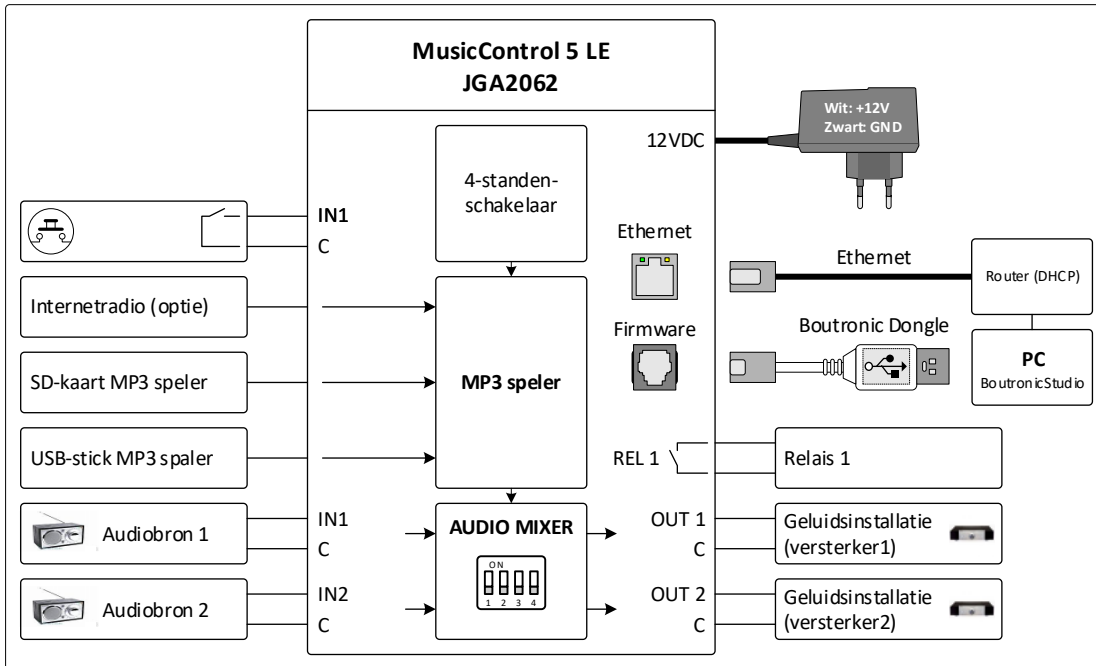 MusicControl 5 LE
JGA2062
12VDC
Wit: +12V
Zwart: GND
4-standen-
schakelaar
IN1
C
Ethernet
Ethernet
Router (DHCP)
Internetradio (optie)
Firmware
Boutronic Dongle
PC
BoutronicStudio
SD-kaart MP3 speler
MP3 speler
USB-stick MP3 spaler
REL 1
Relais 1
Audiobron 1
IN1
C
AUDIO MIXER
ON
1 2 3 4
OUT 1
C
Geluidsinstallatie
(versterker1)
Audiobron 2
IN2
C
OUT 2
C
Geluidsinstallatie
(versterker2)